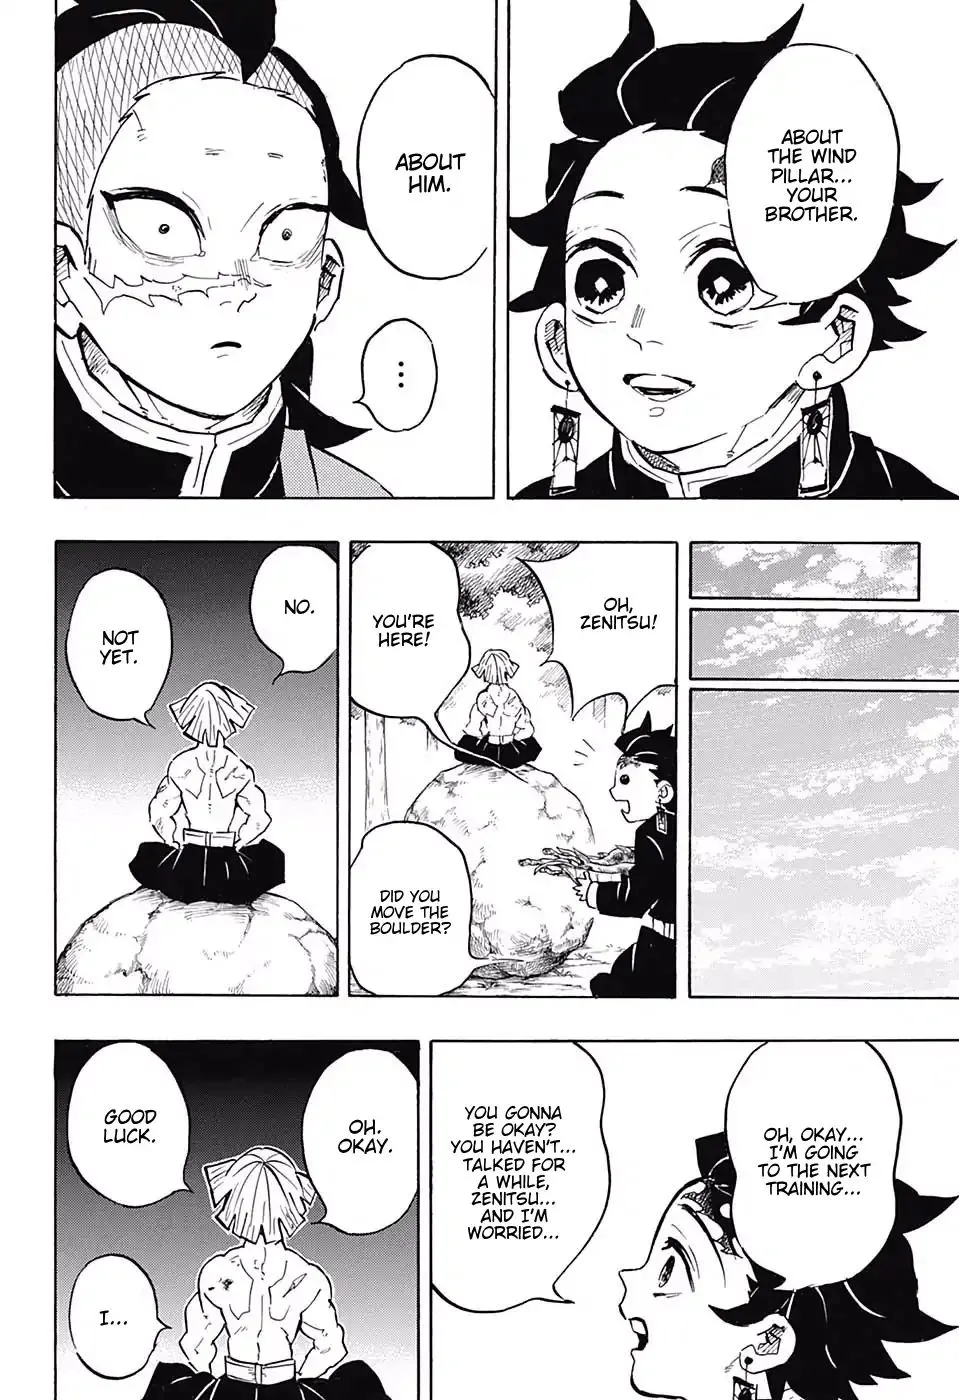 ABOUT
THE WIND
PILLAR...
YOUR
BROTHER.
ABOUT
HIM.
...
OH,
ZENITSU!
YOU'RE
HERE!
DID YOU
MOVE THE
BOULDER?
NO.
NOT
YET.
OH, OKAY...
I'M GOING
TO THE NEXT
TRAINING...
YOU GONNA
BE OKAY?
YOU HAVEN'T...
TALKED FOR
A WHILE,
ZENITSU...
AND I'M
WORRIED...
OH.
OKAY.
GOOD
LUCK.
I...